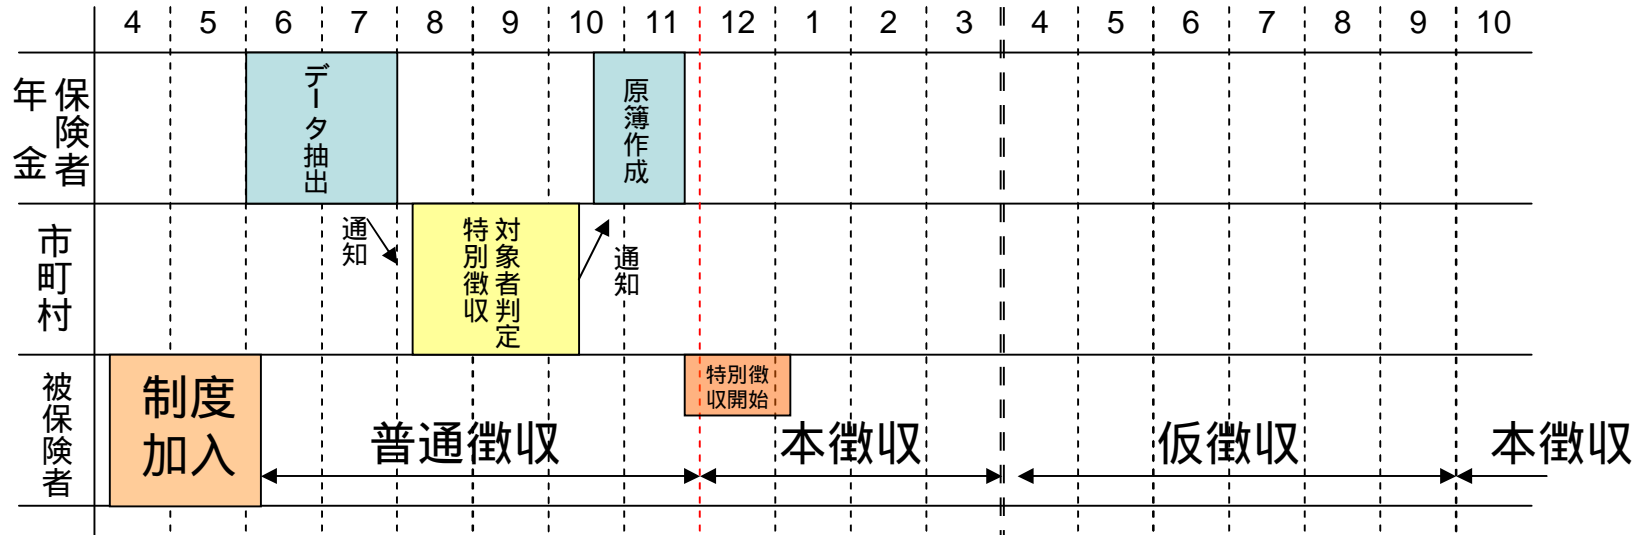 4 5 6 7 8 9 10 11 12 1 2 3 4 5 6 7 8 9 10
年金
保険者
データ抽出
原簿作成
市町村
通知
特別徴収
対象者判定
通知
被保険者
制度
加入
普通徴収
特別徴
収開始
本徴収
仮徴収
本徴収